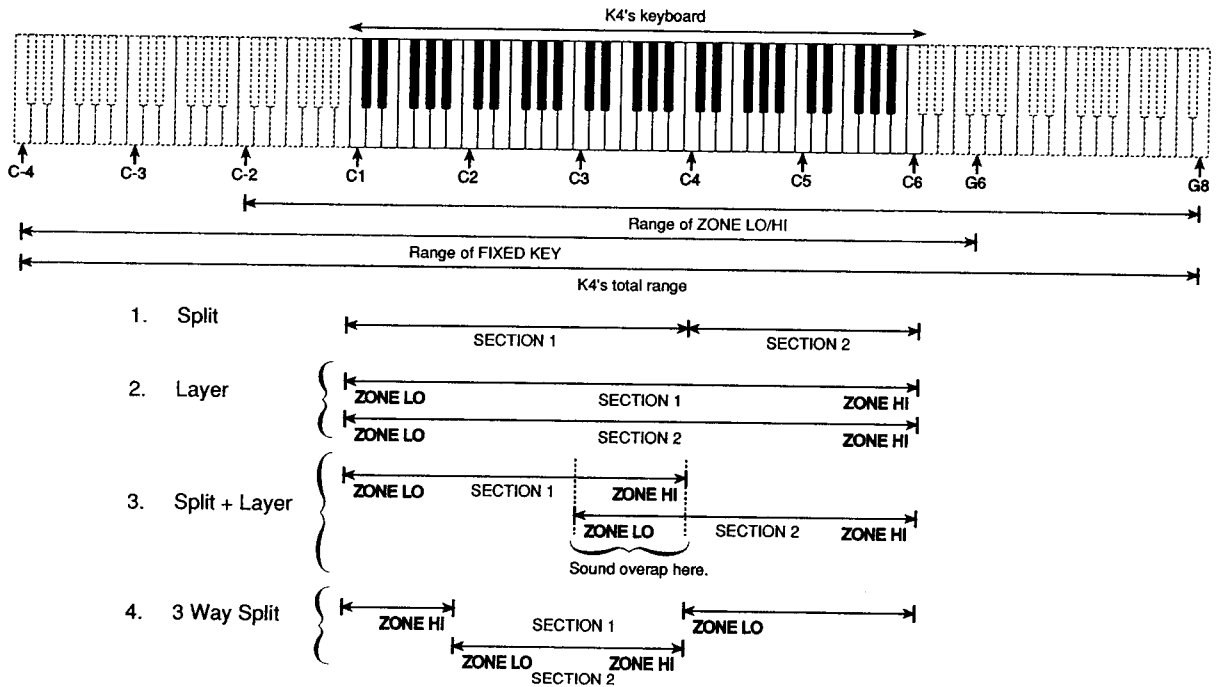 K4's keyboard
C-4 C-3 C-2 C1 C2 C3 C4 C5 C6 G6 G8
Range of ZONE LO/HI
Range of FIXED KEY
K4's total range
1. Split
SECTION 1 SECTION 2
2. Layer
ZONE LO SECTION 1 ZONE HI
ZONE LO SECTION 2 ZONE HI
3. Split + Layer
ZONE LO SECTION 1 ZONE HI
ZONE LO SECTION 2 ZONE HI
Sound overap here.
4. 3 Way Split
ZONE HI SECTION 1 ZONE LO
ZONE LO ZONE HI
SECTION 2